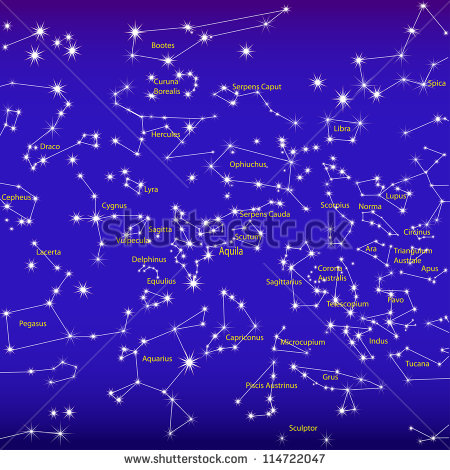 Bootes
Curuna
Borealis
Serpens Caput
Spica
Hercules
Libra
Draco
Ophiuchus,
Lyra
Cepheus
Cygnus
Scorpius
Norma
Lupus
Serpens Cauda
Sagitta
Vulpecula
Scutum
Circinus
Lacerta
Aquila
Ara
Triangulum
Australe
Delphinus
Equulius
Sagittarius
Corona
Australis
Apus
Telescopium
Pavo
Pegasus
Capriconus
Microcupium
Indus
Aquarius
Tucana
Piscis Austrinus
Grus
Sculptor
shutterstock
www.shutterstock.com · 114722047